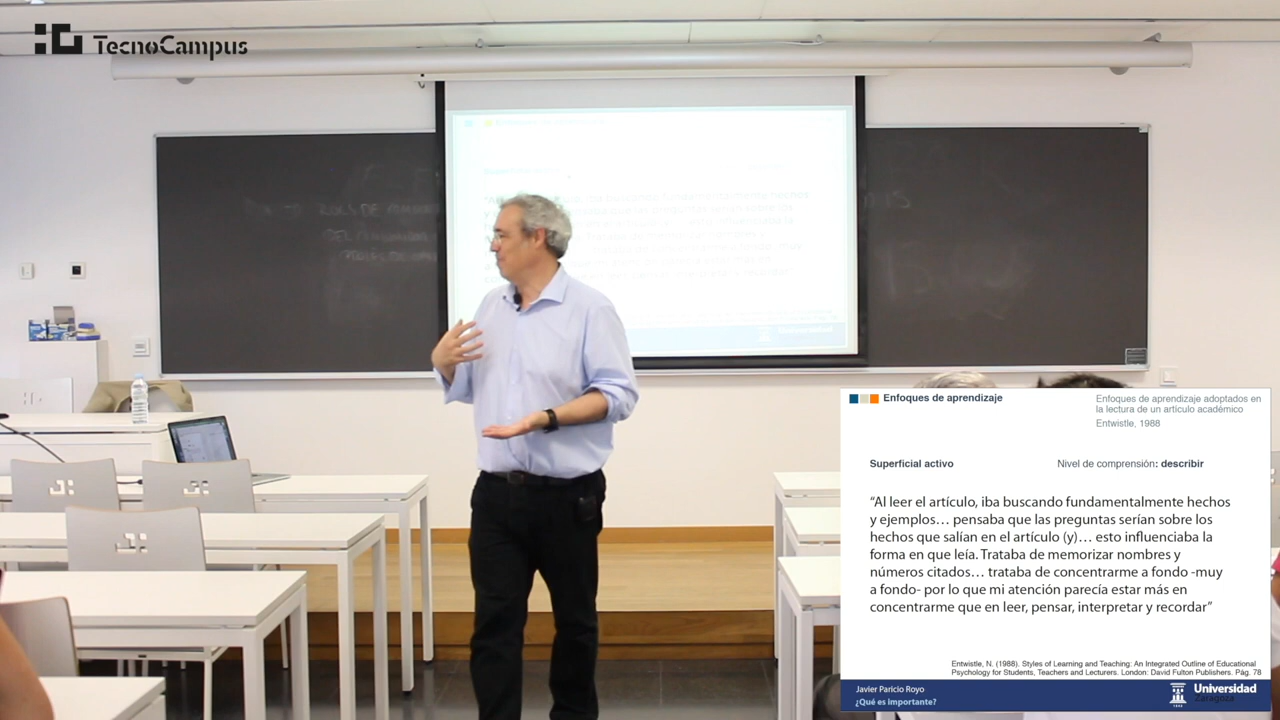 TecnoCampus
Enfoques de aprendizaje
Enfoques de aprendizaje adoptados en
la lectura de un artículo académico
Entwistle, 1988
Superficial activo
Nivel de comprensión: describir
“Al leer el artículo, iba buscando fundamentalmente hechos
y ejemplos… pensaba que las preguntas serían sobre los
hechos que salían en el artículo (y)… esto influenciaba la
forma en que leía. Trataba de memorizar nombres y
números citados… trataba de concentrarme a fondo -muy
a fondo- por lo que mi atención parecía estar más en
concentrarme que en leer, pensar, interpretar y recordar”
Entwistle, N. (1988). Styles of Learning and Teaching: An Integrated Outline of Educational
Psychology for Students, Teachers and Lecturers. London: David Fulton Publishers. Pág. 78
Javier Paricio Royo
¿Qué es importante?
Universidad
Zaragoza